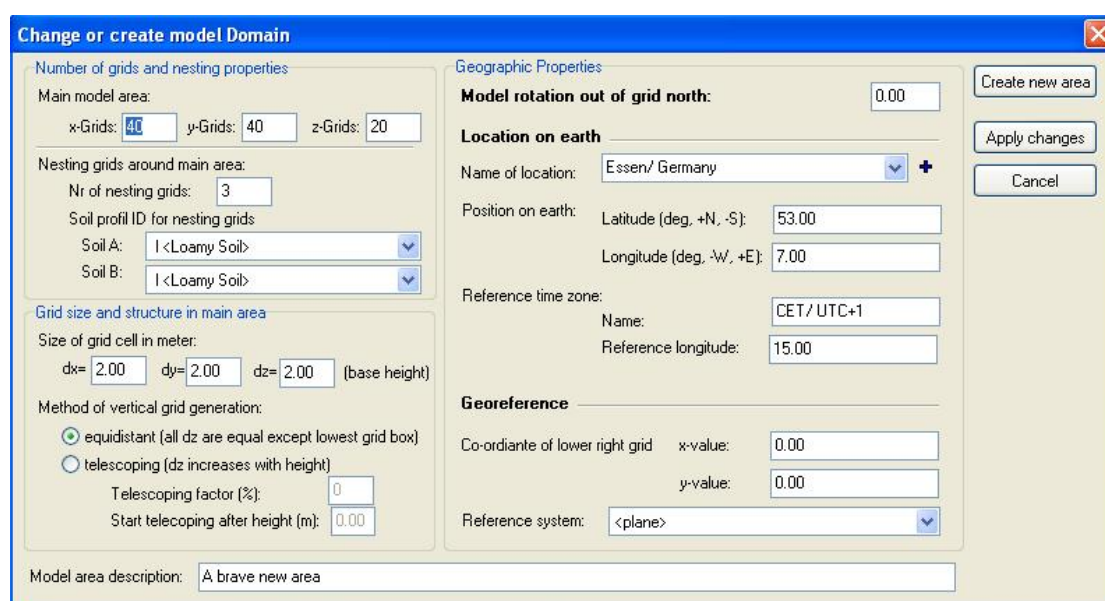 Change or create model Domain
Number of grids and nesting properties
Main model area:
x-Grids: 40 y-Grids: 40 z-Grids: 20
Nesting grids around main area:
Nr of nesting grids: 3
Soil profil ID for nesting grids
Soil A: l <Loamy Soil>
Soil B: l <Loamy Soil>
Grid size and structure in main area
Size of grid cell in meter:
dx= 2.00 dy= 2.00 dz= 2.00 (base height)
Method of vertical grid generation:
equidistant (all dz are equal except lowest grid box)
telescoping (dz increases with height)
Telescoping factor (%): 0
Start telecoping after height (m): 0.00
Geographic Properties
Model rotation out of grid north: 0.00
Location on earth
Name of location: Essen/ Germany
Position on earth: Latitude (deg, +N, -S): 53.00
Longitude (deg, -W, +E): 7.00
Reference time zone:
Name: CET/ UTC+1
Reference longitude: 15.00
Georeference
Co-ordiante of lower right grid x-value: 0.00
y-value: 0.00
Reference system: <plane>
Create new area
Apply changes
Cancel
Model area description: A brave new area